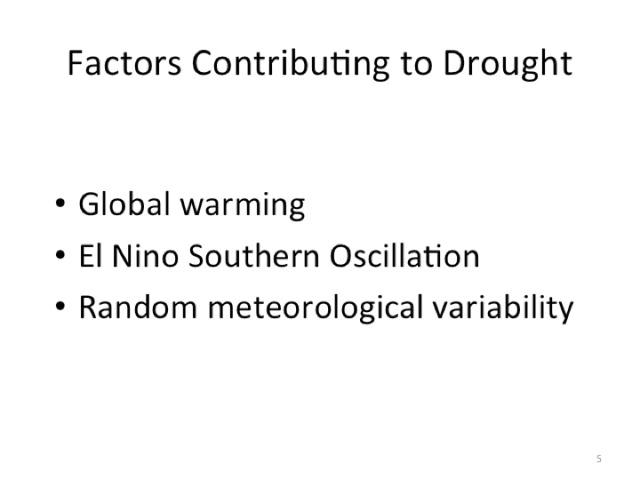 Factors Contributing to Drought
• Global warming
• El Nino Southern Oscillation
• Random meteorological variability
5